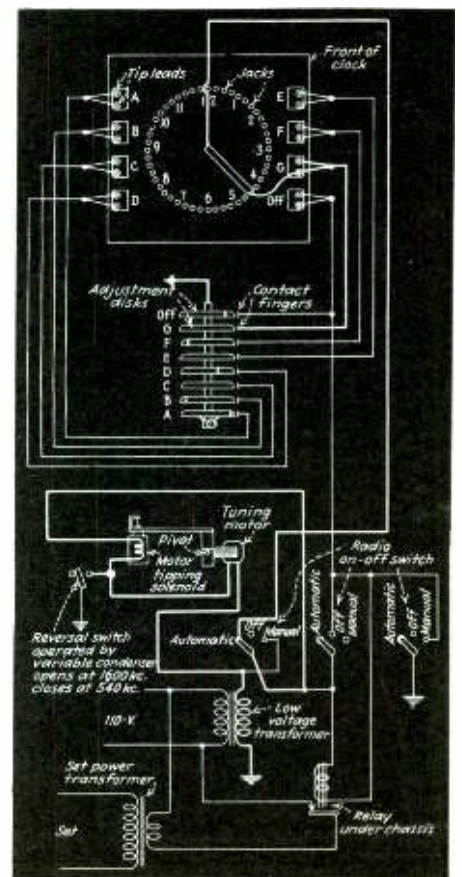 Front of
clock
Tip leads
Jacks
A
B
C
D
E
F
G
Off
12
1
2
3
4
5
6
7
8
9
10
11
Adjustment
disks
Contact
fingers
Off
G
F
E
D
C
B
A
Tuning
motor
Pivot
Motor
tipping
solenoid
Radio
on-off switch
Reversal switch
operated by
variable condenser
opens at 1600 kc.
closes at 540 kc.
Automatic
Off
Manual
Automatic
Off
Manual
Automatic
Off
Manual
110-V.
Low
voltage
transformer
Set power
transformer
Set
Relay
under chassis